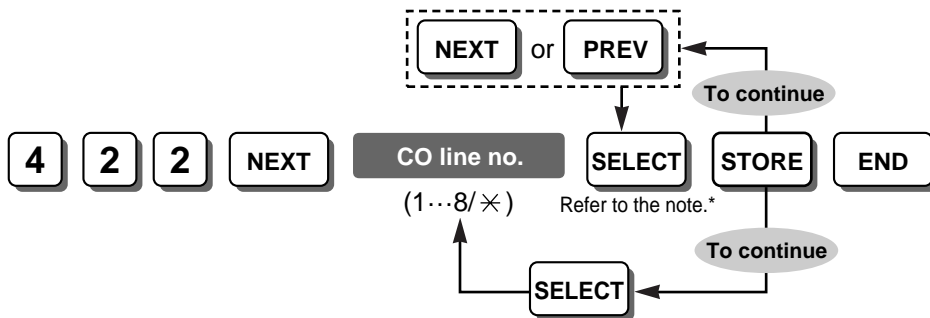 NEXT or PREV
To continue
4 2 2 NEXT CO line no. SELECT STORE END
(1⋯8/✳) Refer to the note.*
To continue
SELECT